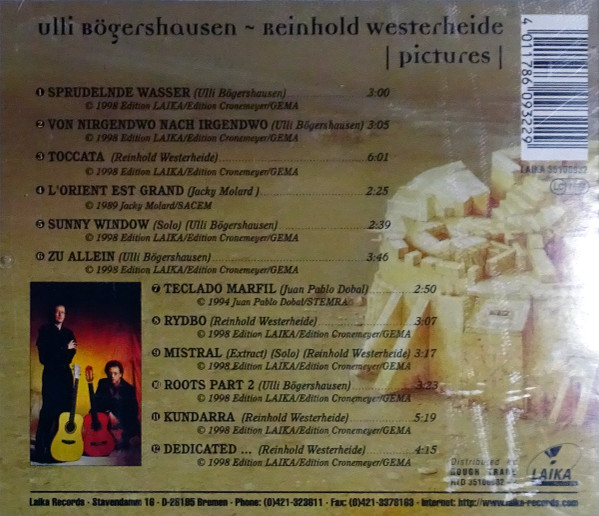 ulli Bögershausen ~ Reinhold Westerheide
| pictures |
4 011786 093229
LAIKA 35100932
1 SPRUDELNDE WASSER (Ulli Bögershausen) 3:00
© 1998 Edition LAIKA/Edition Cronemeyer/GEMA
2 VON NIRGENDWO NACH IRGENDWO (Ulli Bögershausen) 3:05
© 1998 Edition LAIKA/Edition Cronemeyer/GEMA
3 TOCCATA (Reinhold Westerheide) 6:01
© 1998 Edition LAIKA/Edition Cronemeyer/GEMA
4 L'ORIENT EST GRAND (Jacky Molard ) 2:25
© 1989 Jacky Molard/SACEM
5 SUNNY WINDOW (Solo) (Ulli Bögershausen) 2:39
© 1998 Edition LAIKA/Edition Cronemeyer/GEMA
6 ZU ALLEIN (Ulli Bögershausen) 3:46
© 1998 Edition LAIKA/Edition Cronemeyer/GEMA
7 TECLADO MARFIL (Juan Pablo Dobal) 2:50
© 1994 Juan Pablo Dobal/STEMRA
8 RYDBO (Reinhold Westerheide) 3:07
© 1998 Edition LAIKA/Edition Cronemeyer/GEMA
9 MISTRAL (Extract) (Solo) (Reinhold Westerheide) 3:17
© 1998 Edition LAIKA/Edition Cronemeyer/GEMA
10 ROOTS PART 2 (Ulli Bögershausen) 3:23
© 1998 Edition LAIKA/Edition Cronemeyer/GEMA
11 KUNDARRA (Reinhold Westerheide) 5:19
© 1998 Edition LAIKA/Edition Cronemeyer/GEMA
12 DEDICATED ... (Reinhold Westerheide) 4:35
© 1998 Edition LAIKA/Edition Cronemeyer/GEMA
Distributed by
ROUGH TRADE
RTD 35100932
LAIKA
Laika Records · Stavendamm 16 · D-28195 Bremen · Phone: (0)421-323811 · Fax: (0)421-3378163 · Internet: http://www.laika-records.com